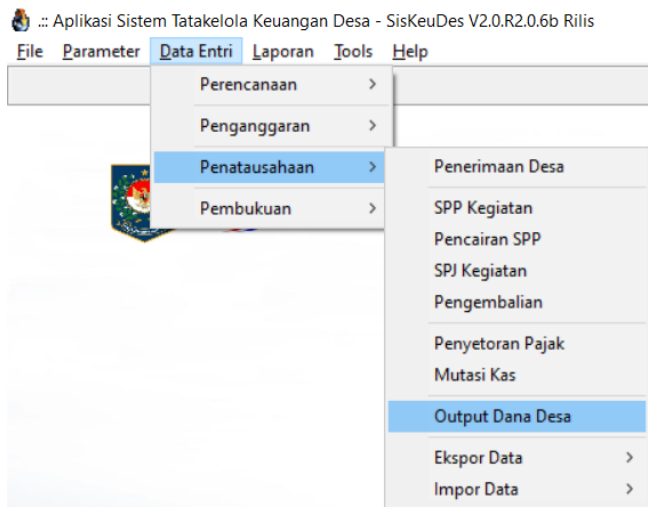 .:: Aplikasi Sistem Tatakelola Keuangan Desa - SisKeuDes V2.0.R2.0.6b Rilis
File Parameter Data Entri Laporan Tools Help
Perencanaan
Penganggaran
Penatausahaan
Pembukuan
Penerimaan Desa
SPP Kegiatan
Pencairan SPP
SPJ Kegiatan
Pengembalian
Penyetoran Pajak
Mutasi Kas
Output Dana Desa
Ekspor Data
Impor Data